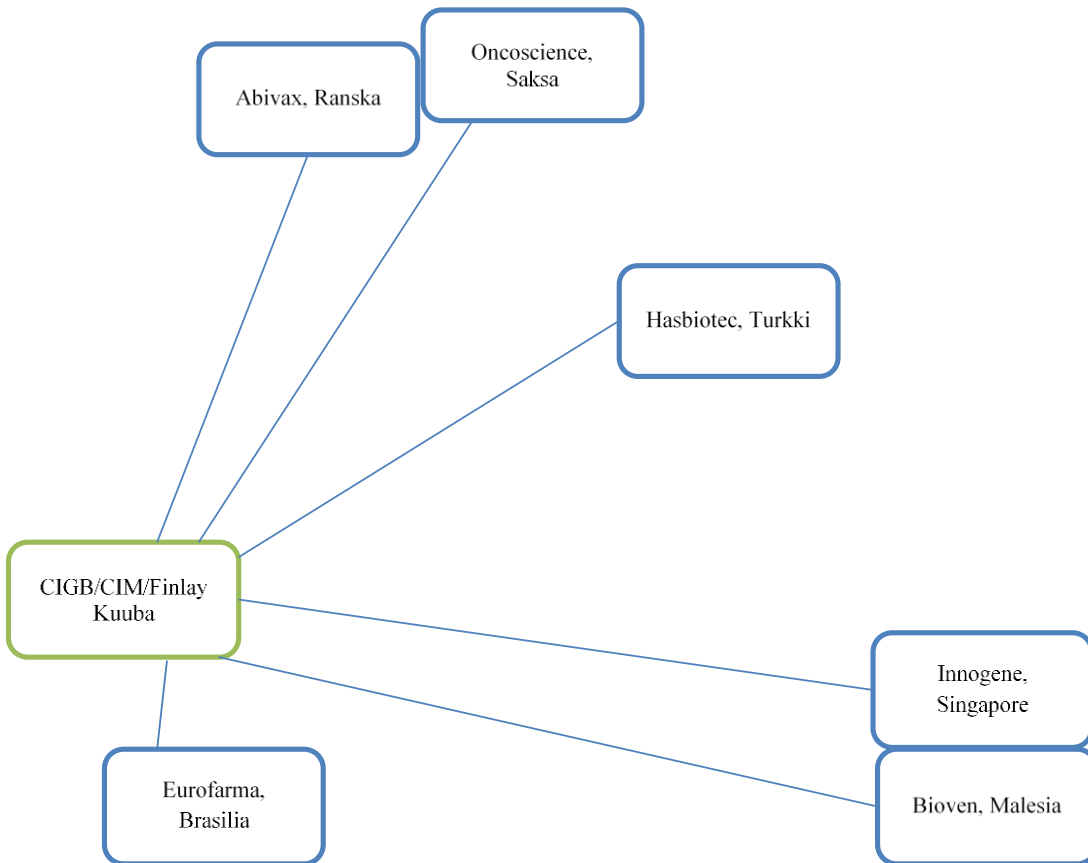 Oncoscience,
Saksa
Abivax, Ranska
Hasbiotec, Turkki
CIGB/CIM/Finlay
Kuuba
Innogene,
Singapore
Eurofarma,
Brasilia
Bioven, Malesia